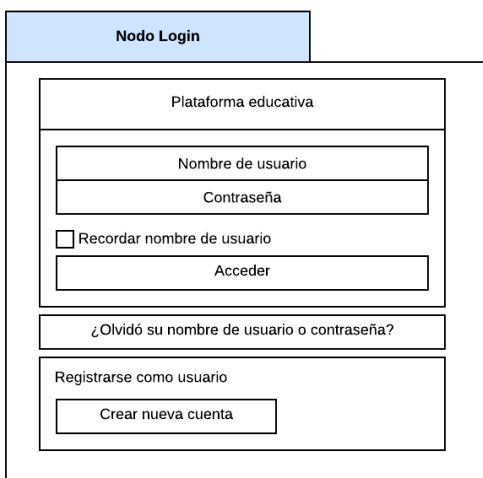 Nodo Login
Plataforma educativa
Nombre de usuario
Contraseña
Recordar nombre de usuario
Acceder
¿Olvidó su nombre de usuario o contraseña?
Registrarse como usuario
Crear nueva cuenta